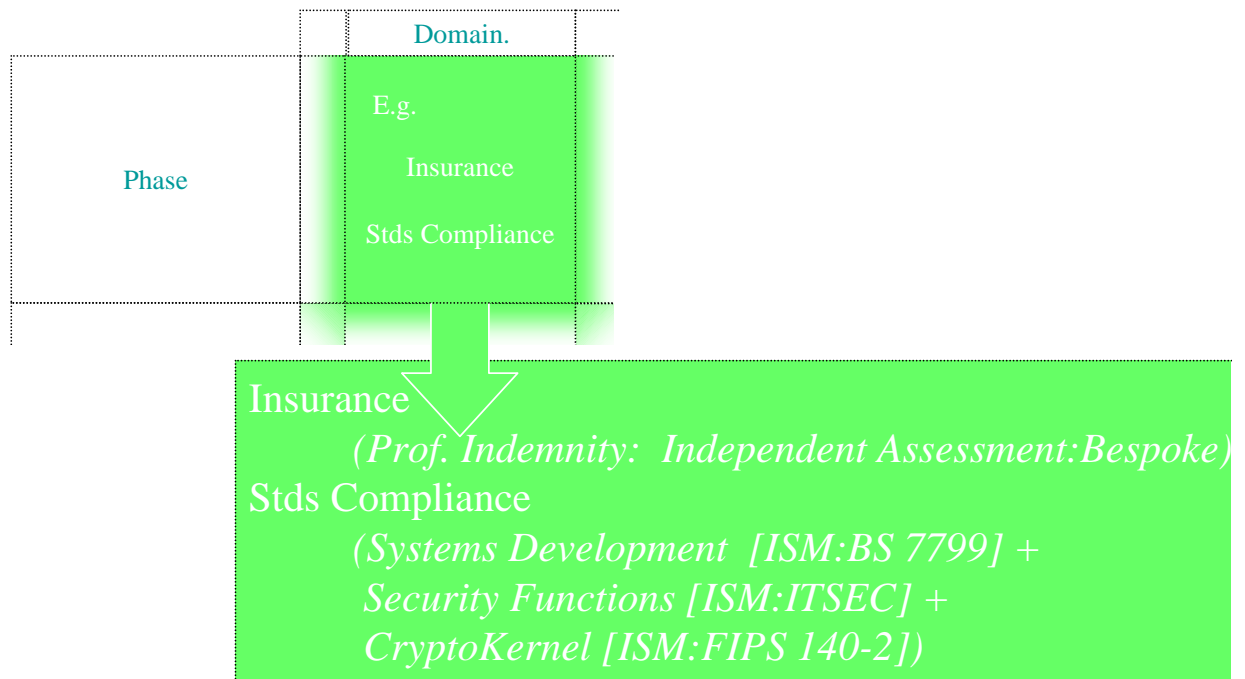 Domain.
E.g.
Insurance
Phase
Stds Compliance
Insurance
(Prof. Indemnity:  Independent Assessment:Bespoke)
Stds Compliance
(Systems Development  [ISM:BS 7799] +
Security Functions [ISM:ITSEC] +
CryptoKernel [ISM:FIPS 140-2])